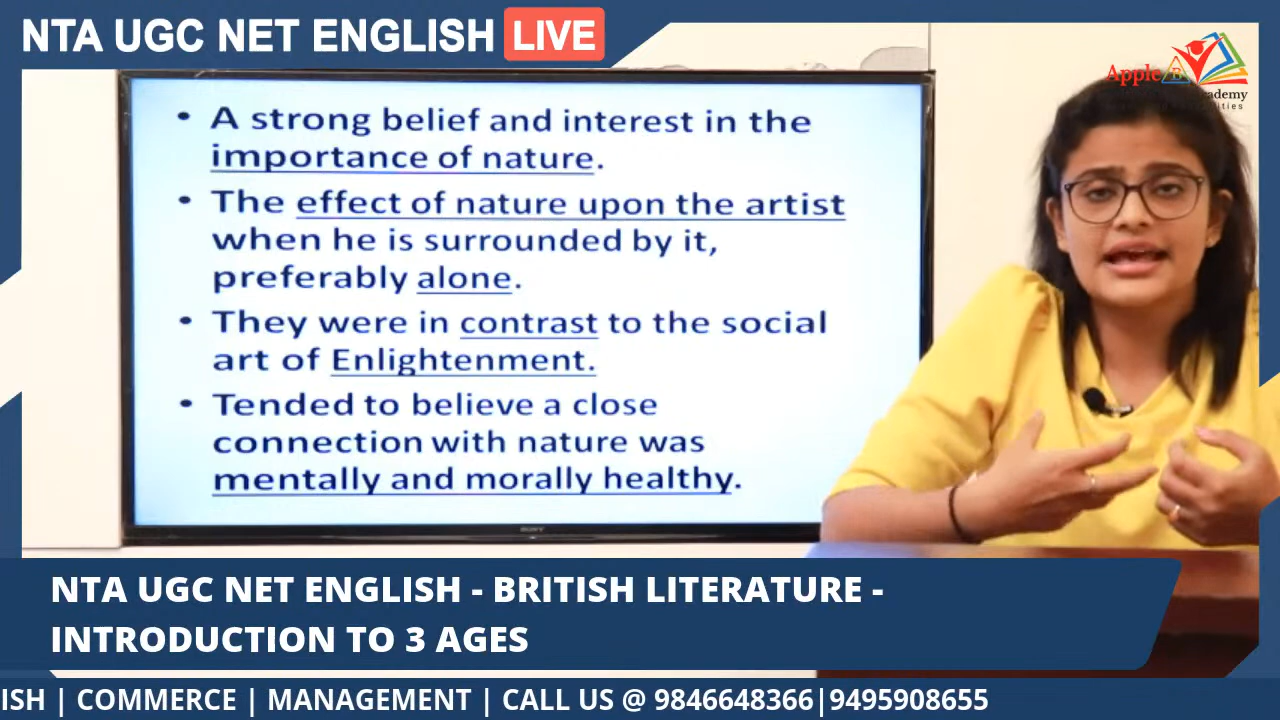 NTA UGC NET ENGLISH LIVE
Apple A B
demy
ities
• A strong belief and interest in the
importance of nature.
• The effect of nature upon the artist
when he is surrounded by it,
preferably alone.
• They were in contrast to the social
art of Enlightenment.
• Tended to believe a close
connection with nature was
mentally and morally healthy.
SONY
NTA UGC NET ENGLISH - BRITISH LITERATURE -
INTRODUCTION TO 3 AGES
ISH | COMMERCE | MANAGEMENT | CALL US @ 9846648366|9495908655